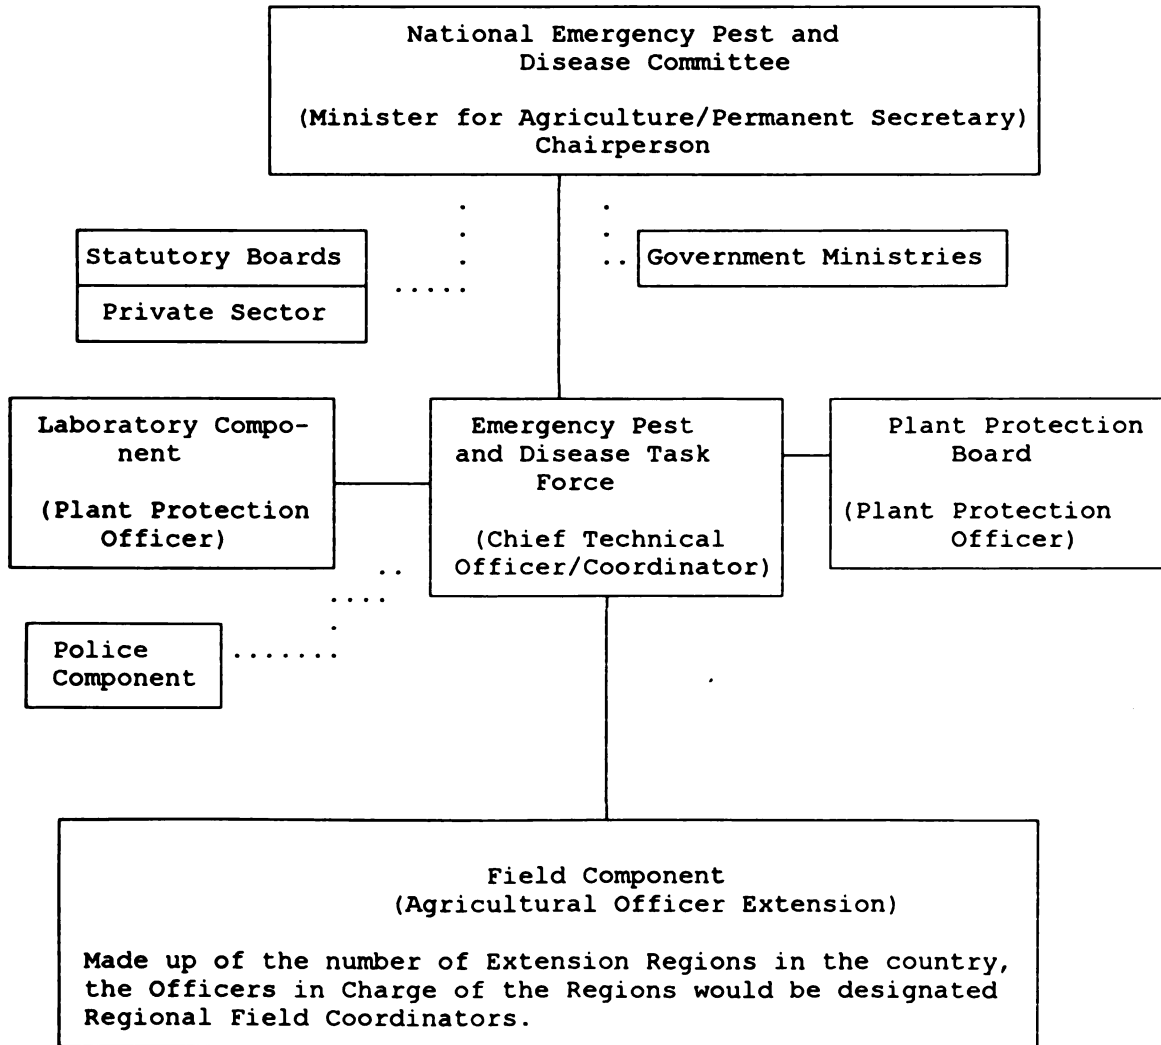 National Emergency Pest and
Disease Committee
(Minister for Agriculture/Permanent Secretary)
Chairperson
Statutory Boards
Private Sector
Government Ministries
Laboratory Compo-
nent
(Plant Protection
Officer)
Emergency Pest
and Disease Task
Force
(Chief Technical
Officer/Coordinator)
Plant Protection
Board
(Plant Protection
Officer)
Police
Component
Field Component
(Agricultural Officer Extension)
Made up of the number of Extension Regions in the country,
the Officers in Charge of the Regions would be designated
Regional Field Coordinators.